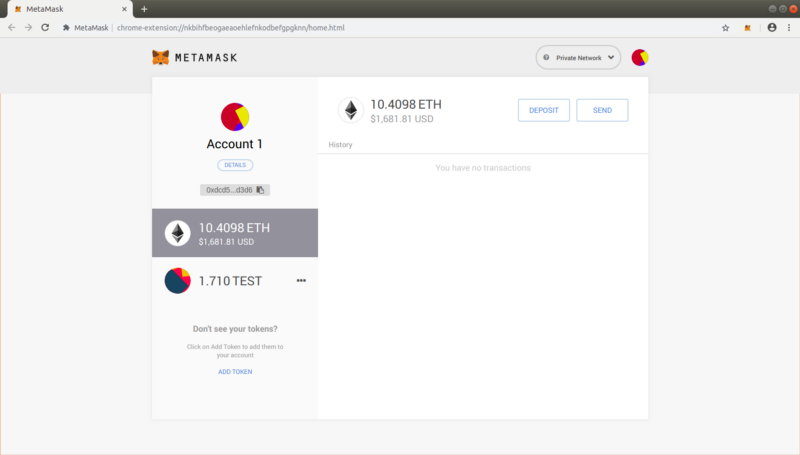 MetaMask
MetaMask | chrome-extension://nkbihfbeogaeaoehlefnkodbefgpgknn/home.html
METAMASK
Private Network
Account 1
DETAILS
0xdcd5...d3d6
10.4098 ETH
$1,681.81 USD
1.710 TEST
Don't see your tokens?
Click on Add Token to add them to
your account
ADD TOKEN
10.4098 ETH
$1,681.81 USD
DEPOSIT
SEND
History
You have no transactions